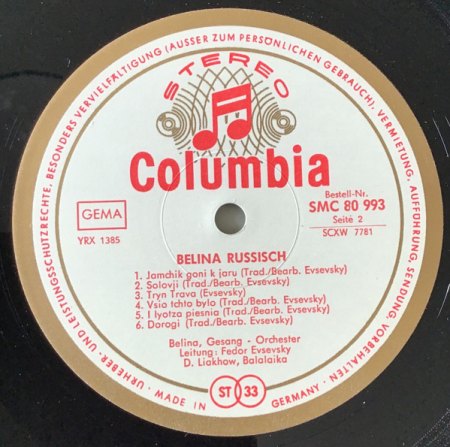 URHEBER- UND LEISTUNGSSCHUTZRECHTE, BESONDERS VERVIELFÄLTIGUNG (AUSSER ZUM PERSÖNLICHEN GEBRAUCH), VERMIETUNG, AUFFÜHRUNG, SENDUNG, VORBEHALTEN ·
STEREO
Columbia
GEMA
YRX 1385
Bestell-Nr.
SMC 80 993
Seite 2
SCXW 7781
BELINA RUSSISCH
1. Jamchik goni k jaru (Trad./Bearb. Evsevsky)
2. Solovji (Trad./Bearb. Evsevsky)
3. Tryn Trava (Evsevsky)
4. Vsia tchto bylo (Trad./Bearb. Evsevsky)
5. I lyotza piesnia (Trad./Bearb. Evsevsky)
6. Dorogi (Trad./Bearb. Evsevsky)
Belina, Gesang - Orchester
Leitung: Fedor Evsevsky
D. Liakhow, Balalaika
MADE IN
ST 33
GERMANY